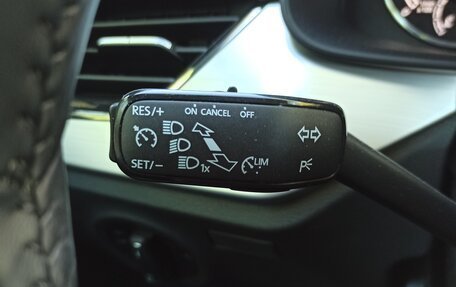 RES/+ ON CANCEL OFF
SET/− 1x LIM
P